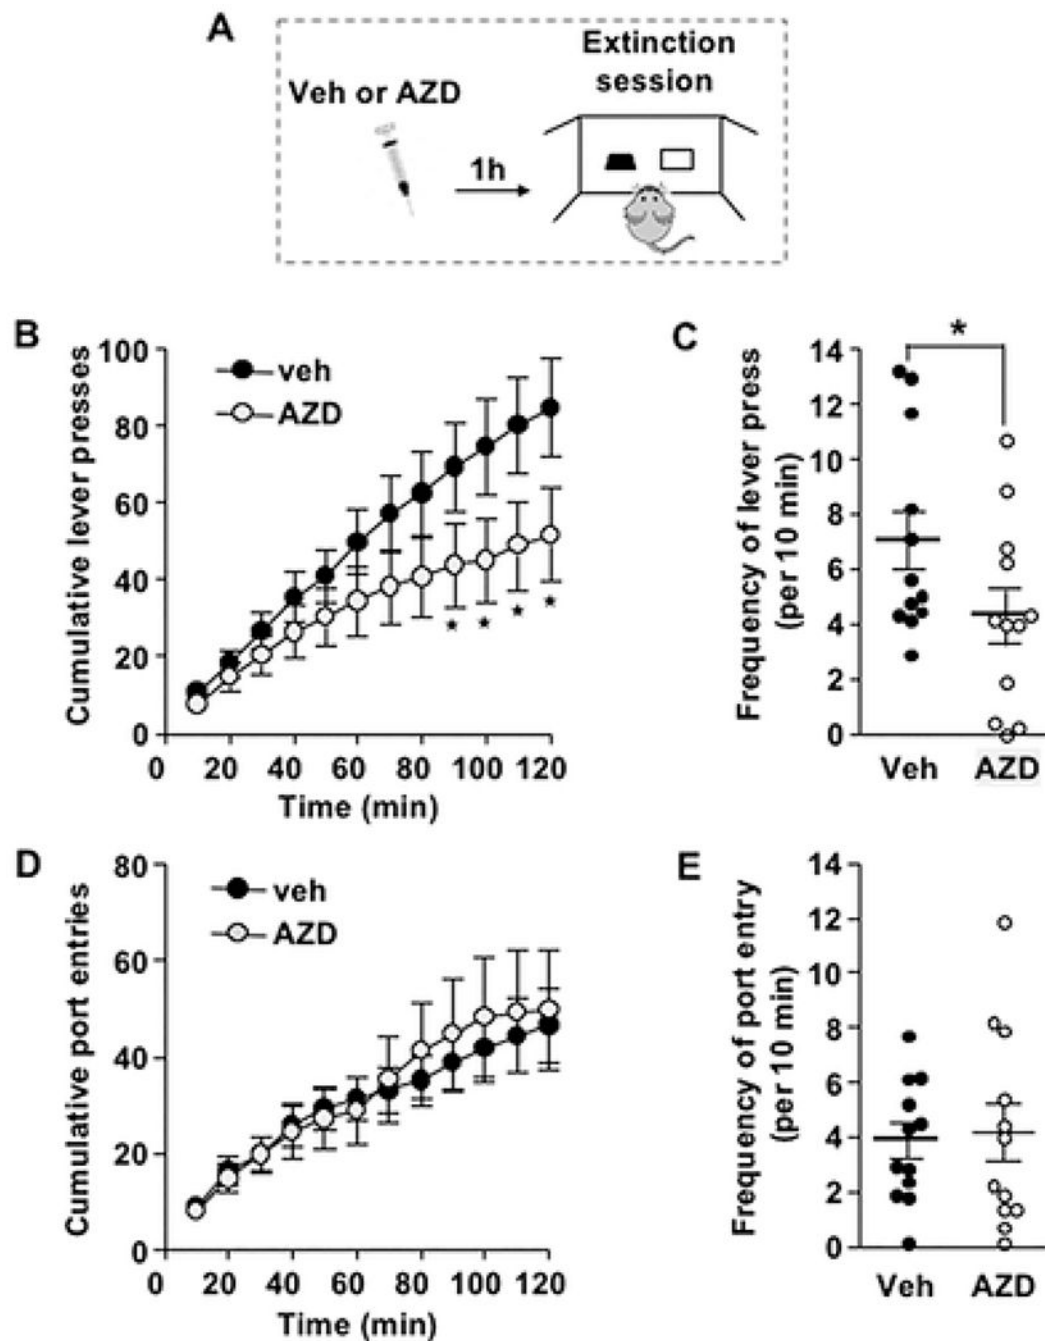 A
Veh or AZD
1h
Extinction
session
B
Cumulative lever presses
100
80
60
40
20
0
veh
AZD
*
*
*
*
0 20 40 60 80 100 120
Time (min)
C
Frequency of lever press
(per 10 min)
14
12
10
8
6
4
2
0
*
Veh AZD
D
Cumulative port entries
80
60
40
20
0
veh
AZD
0 20 40 60 80 100 120
Time (min)
E
Frequency of port entry
(per 10 min)
14
12
10
8
6
4
2
0
Veh AZD